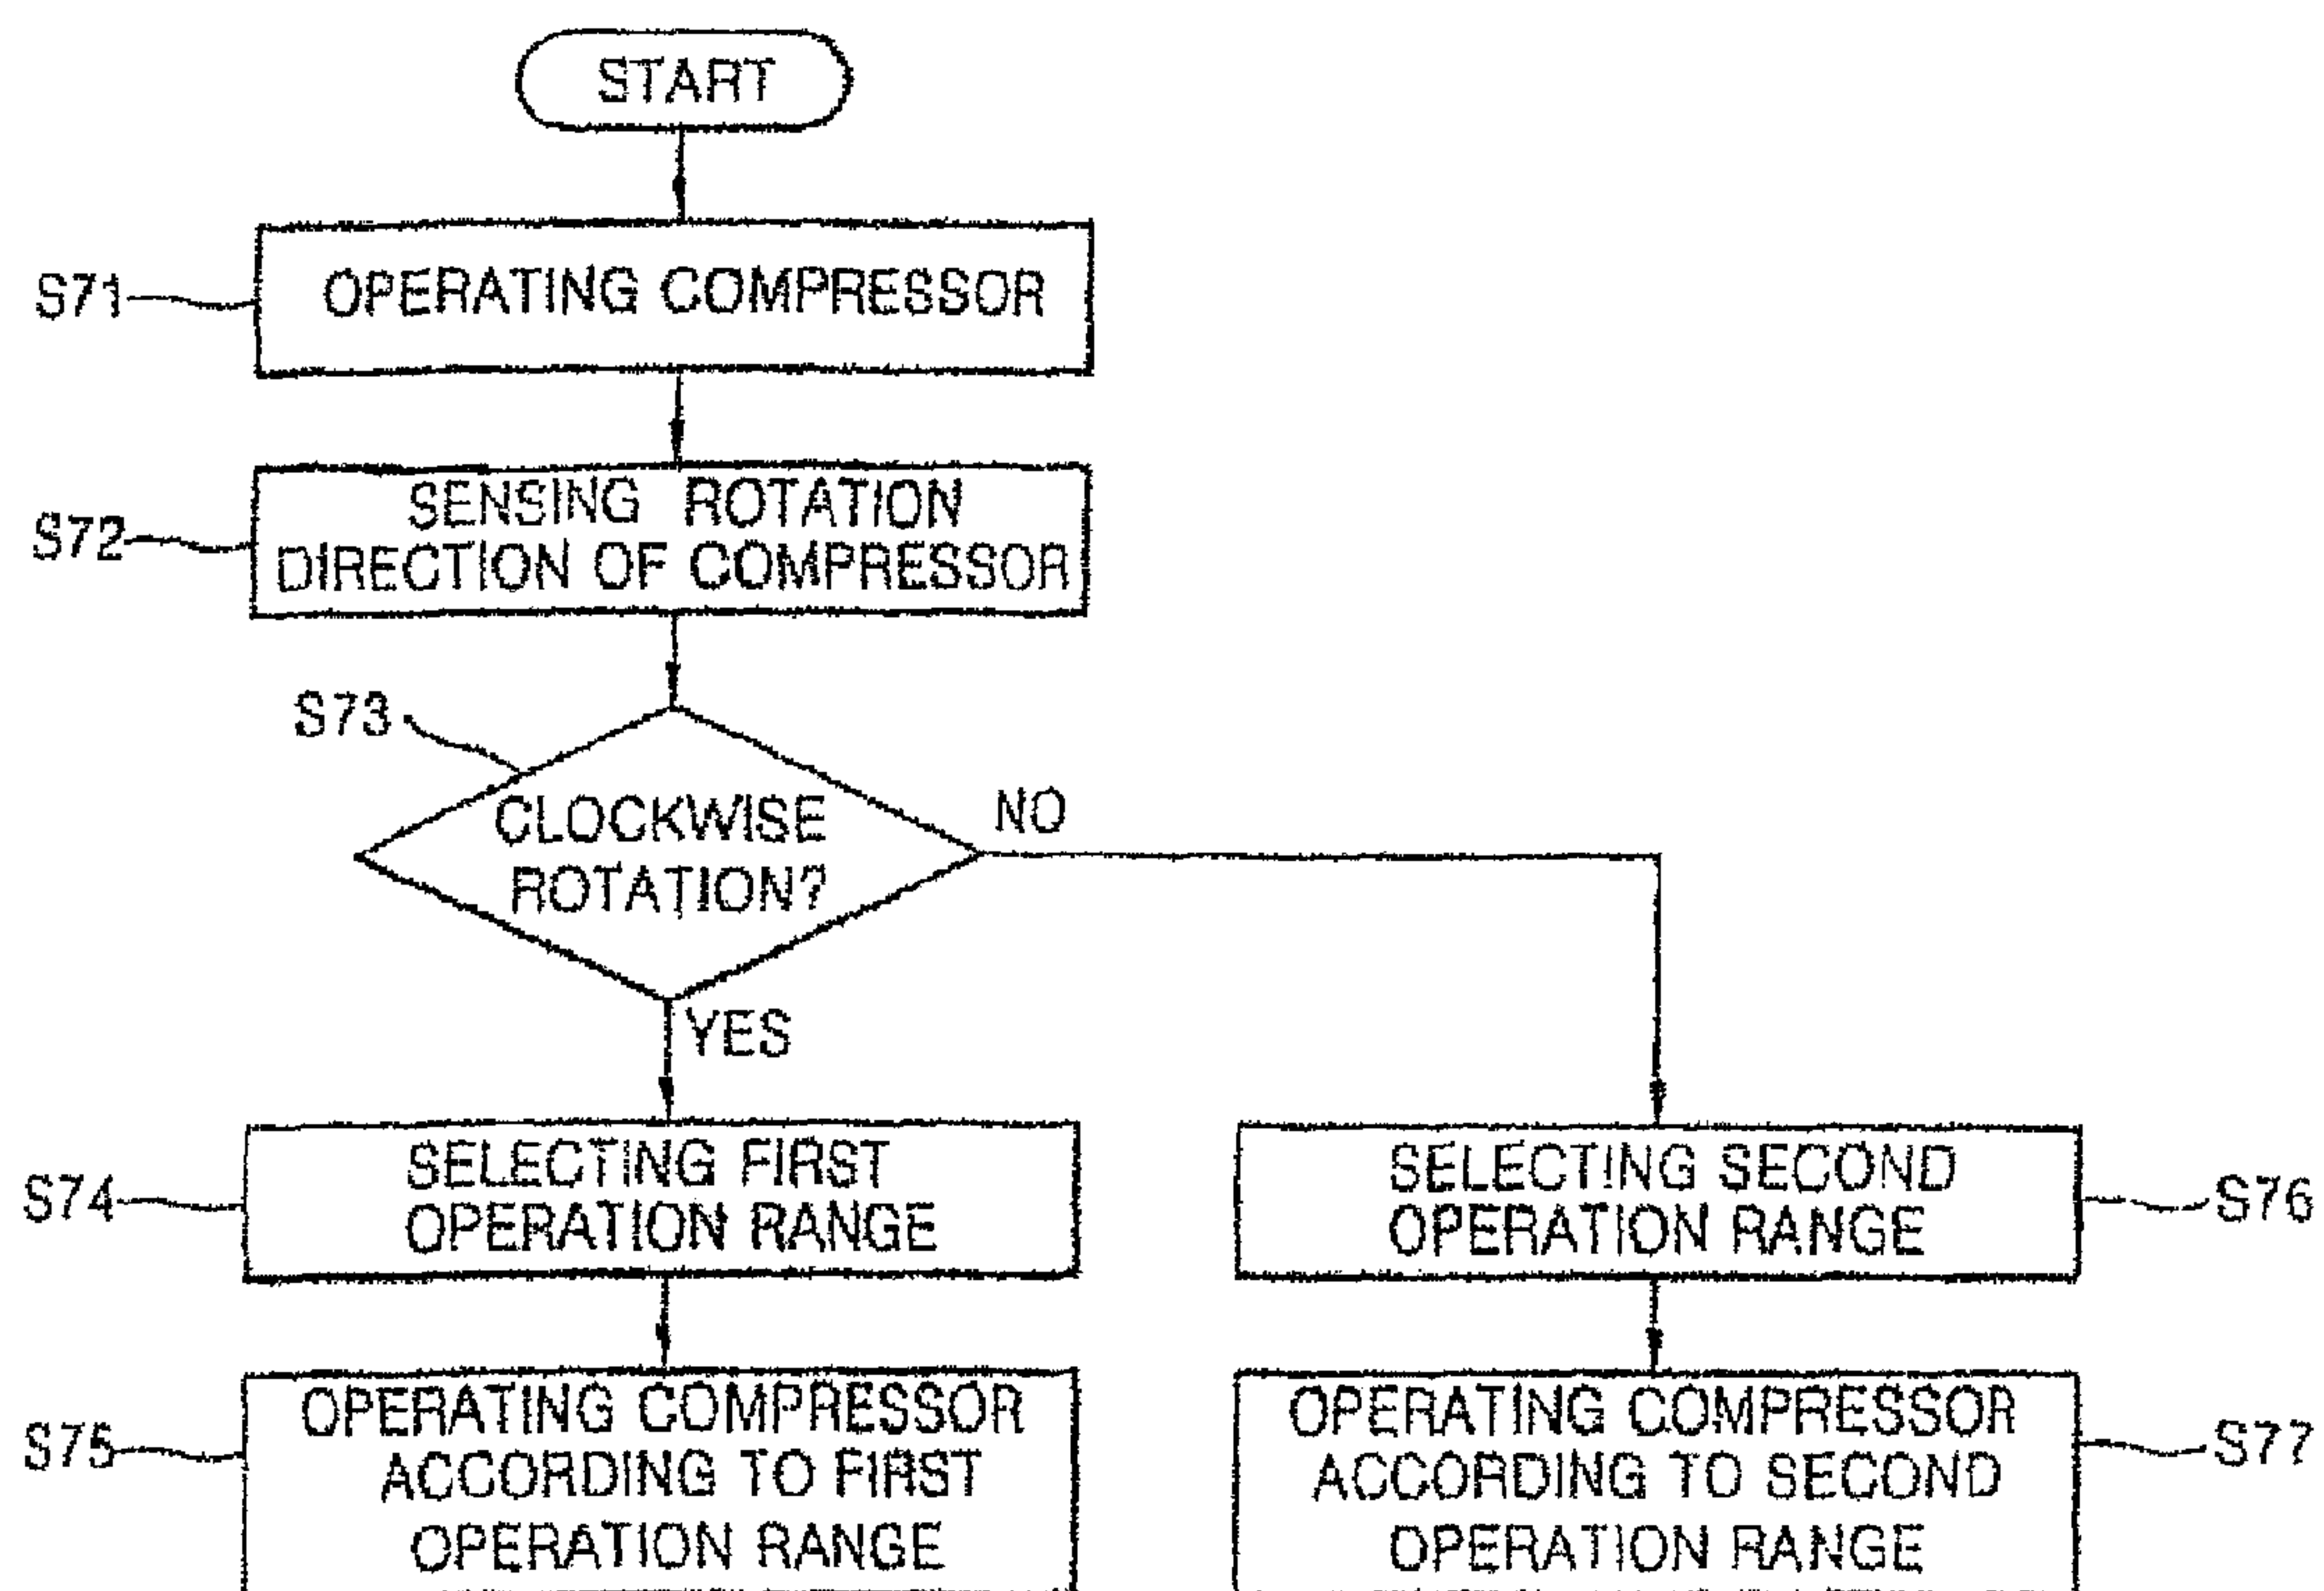 START
S71
OPERATING COMPRESSOR
S72
SENSING ROTATION
DIRECTION OF COMPRESSOR
S73
CLOCKWISE
ROTATION?
NO
YES
S74
SELECTING FIRST
OPERATION RANGE
SELECTING SECOND
OPERATION RANGE
S76
S75
OPERATING COMPRESSOR
ACCORDING TO FIRST
OPERATION RANGE
OPERATING COMPRESSOR
ACCORDING TO SECOND
OPERATION RANGE
S77